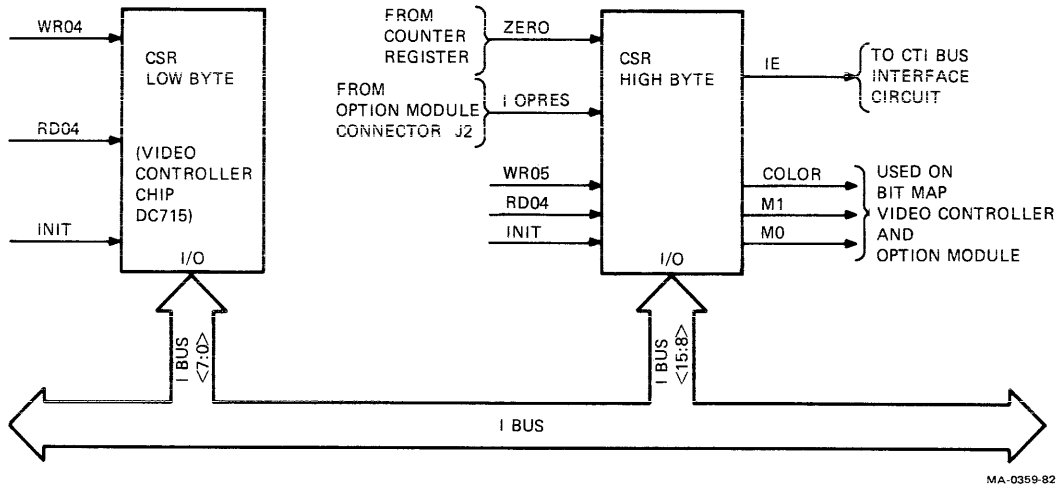 WR04
CSR
LOW BYTE
RD04
(VIDEO
CONTROLLER
CHIP
DC715)
INIT
I/O
FROM
COUNTER
REGISTER
ZERO
FROM
OPTION MODULE
CONNECTOR J2
I OPRES
CSR
HIGH BYTE
IE
TO CTI BUS
INTERFACE
CIRCUIT
WR05
RD04
INIT
COLOR
M1
M0
USED ON
BIT MAP
VIDEO CONTROLLER
AND
OPTION MODULE
I/O
I BUS
<7:0>
I BUS
<15:8>
I BUS
MA-0359-82